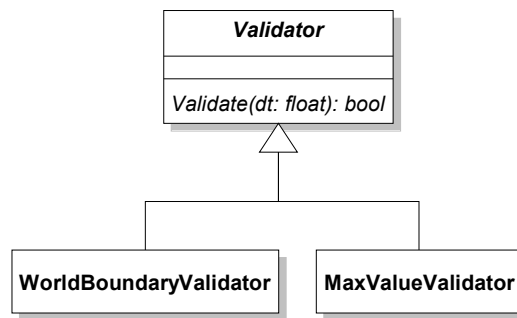 Validator
Validate(dt: float): bool
WorldBoundaryValidator
MaxValueValidator